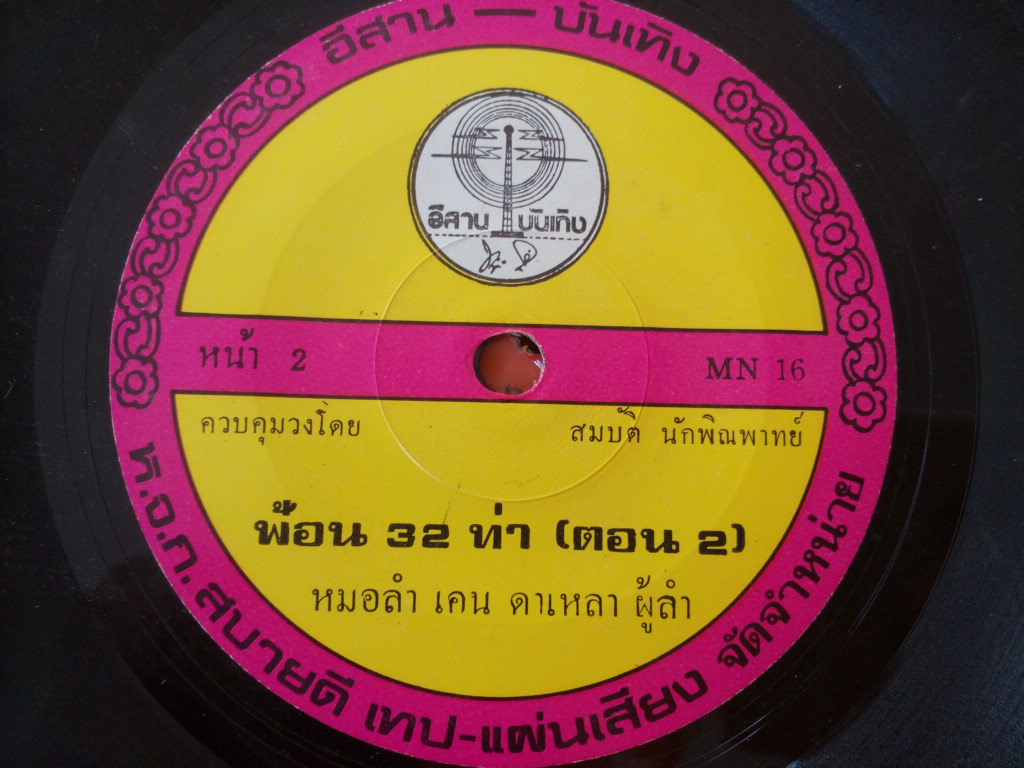 อีสาน — บันเทิง
อีสาน บันเทิง
หน้า 2
MN 16
ควบคุมวงโดย สมบัติ นักพิณพาทย์
ฟ้อน 32 ท่า (ตอน 2)
หมอลำ เคน ดาเหลา ผู้ลำ
ห.จ.ก.สบายดี เทป-แผ่นเสียง จัดจำหน่าย